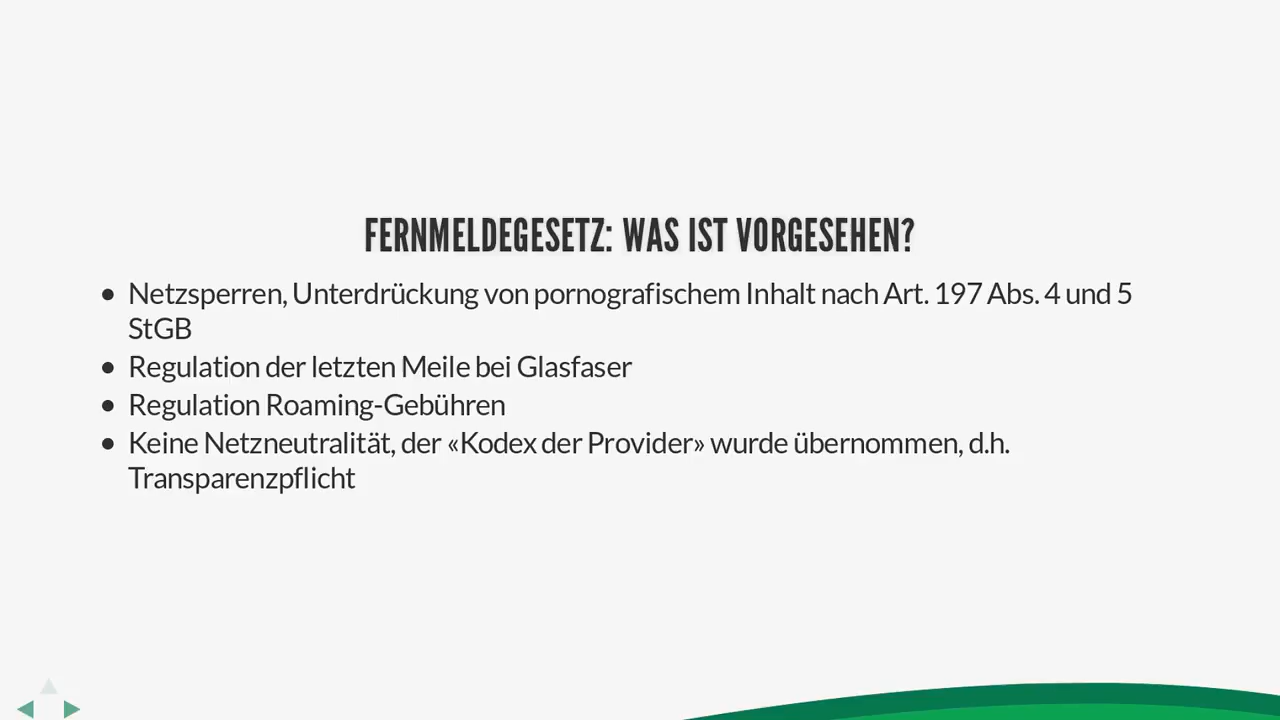 FERNMELDEGESETZ: WAS IST VORGESEHEN?
Netzsperren, Unterdrückung von pornografischem Inhalt nach Art. 197 Abs. 4 und 5
StGB
Regulation der letzten Meile bei Glasfaser
Regulation Roaming-Gebühren
Keine Netzneutralität, der «Kodex der Provider» wurde übernommen, d.h.
Transparenzpflicht